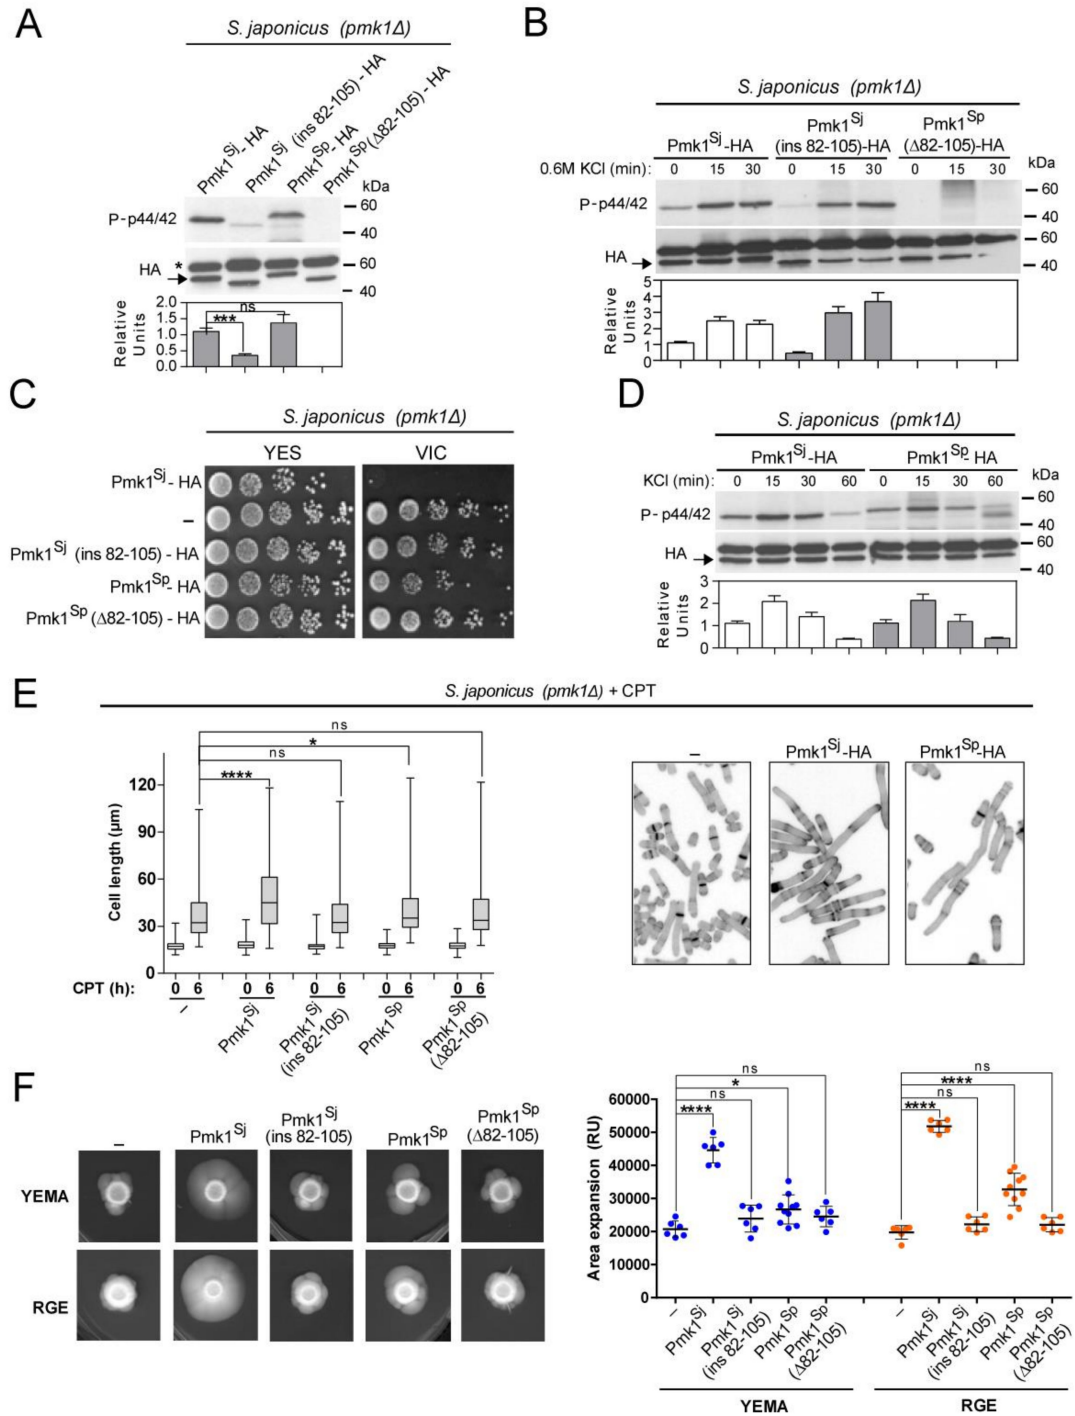 A
S. japonicus (pmk1Δ)
Pmk1Sj- HA
Pmk1Sj (ins 82-105) - HA
Pmk1Sp- HA
Pmk1Sp(Δ82-105) - HA
kDa
P-p44/42
60
40
HA
*
60
40
Relative Units
2.0
1.5
1.0
0.5
0.0
ns
***
B
S. japonicus (pmk1Δ)
Pmk1Sj-HA
Pmk1Sj (ins 82-105)-HA
Pmk1Sp (Δ82-105)-HA
0.6M KCl (min): 0 15 30 0 15 30 0 15 30
kDa
P-p44/42
60
40
HA
60
40
Relative Units
5
4
3
2
1
0
C
S. japonicus (pmk1Δ)
YES VIC
Pmk1Sj- HA
–
Pmk1Sj (ins 82-105) - HA
Pmk1Sp- HA
Pmk1Sp (Δ82-105) - HA
D
S. japonicus (pmk1Δ)
Pmk1Sj-HA Pmk1Sp- HA
KCl (min): 0 15 30 60 0 15 30 60
kDa
P- p44/42
60
40
HA
60
40
Relative Units
3
2
1
0
E
S. japonicus (pmk1Δ) + CPT
ns
*
ns
****
Cell length (µm)
120
90
60
30
0
CPT (h): 0 6 0 6 0 6 0 6 0 6
–
Pmk1Sj
Pmk1Sj (ins 82-105)
Pmk1Sp
Pmk1Sp (Δ82-105)
– Pmk1Sj-HA Pmk1Sp-HA
F
–
Pmk1Sj
Pmk1Sj (ins 82-105)
Pmk1Sp
Pmk1Sp (Δ82-105)
YEMA
RGE
Area expansion (RU)
60000
50000
40000
30000
20000
10000
0
ns
*
ns
****
ns
****
ns
****
–
Pmk1Sj
Pmk1Sj (ins 82-105)
Pmk1Sp
Pmk1Sp (Δ82-105)
–
Pmk1Sj
Pmk1Sj (ins 82-105)
Pmk1Sp
Pmk1Sp (Δ82-105)
YEMA RGE